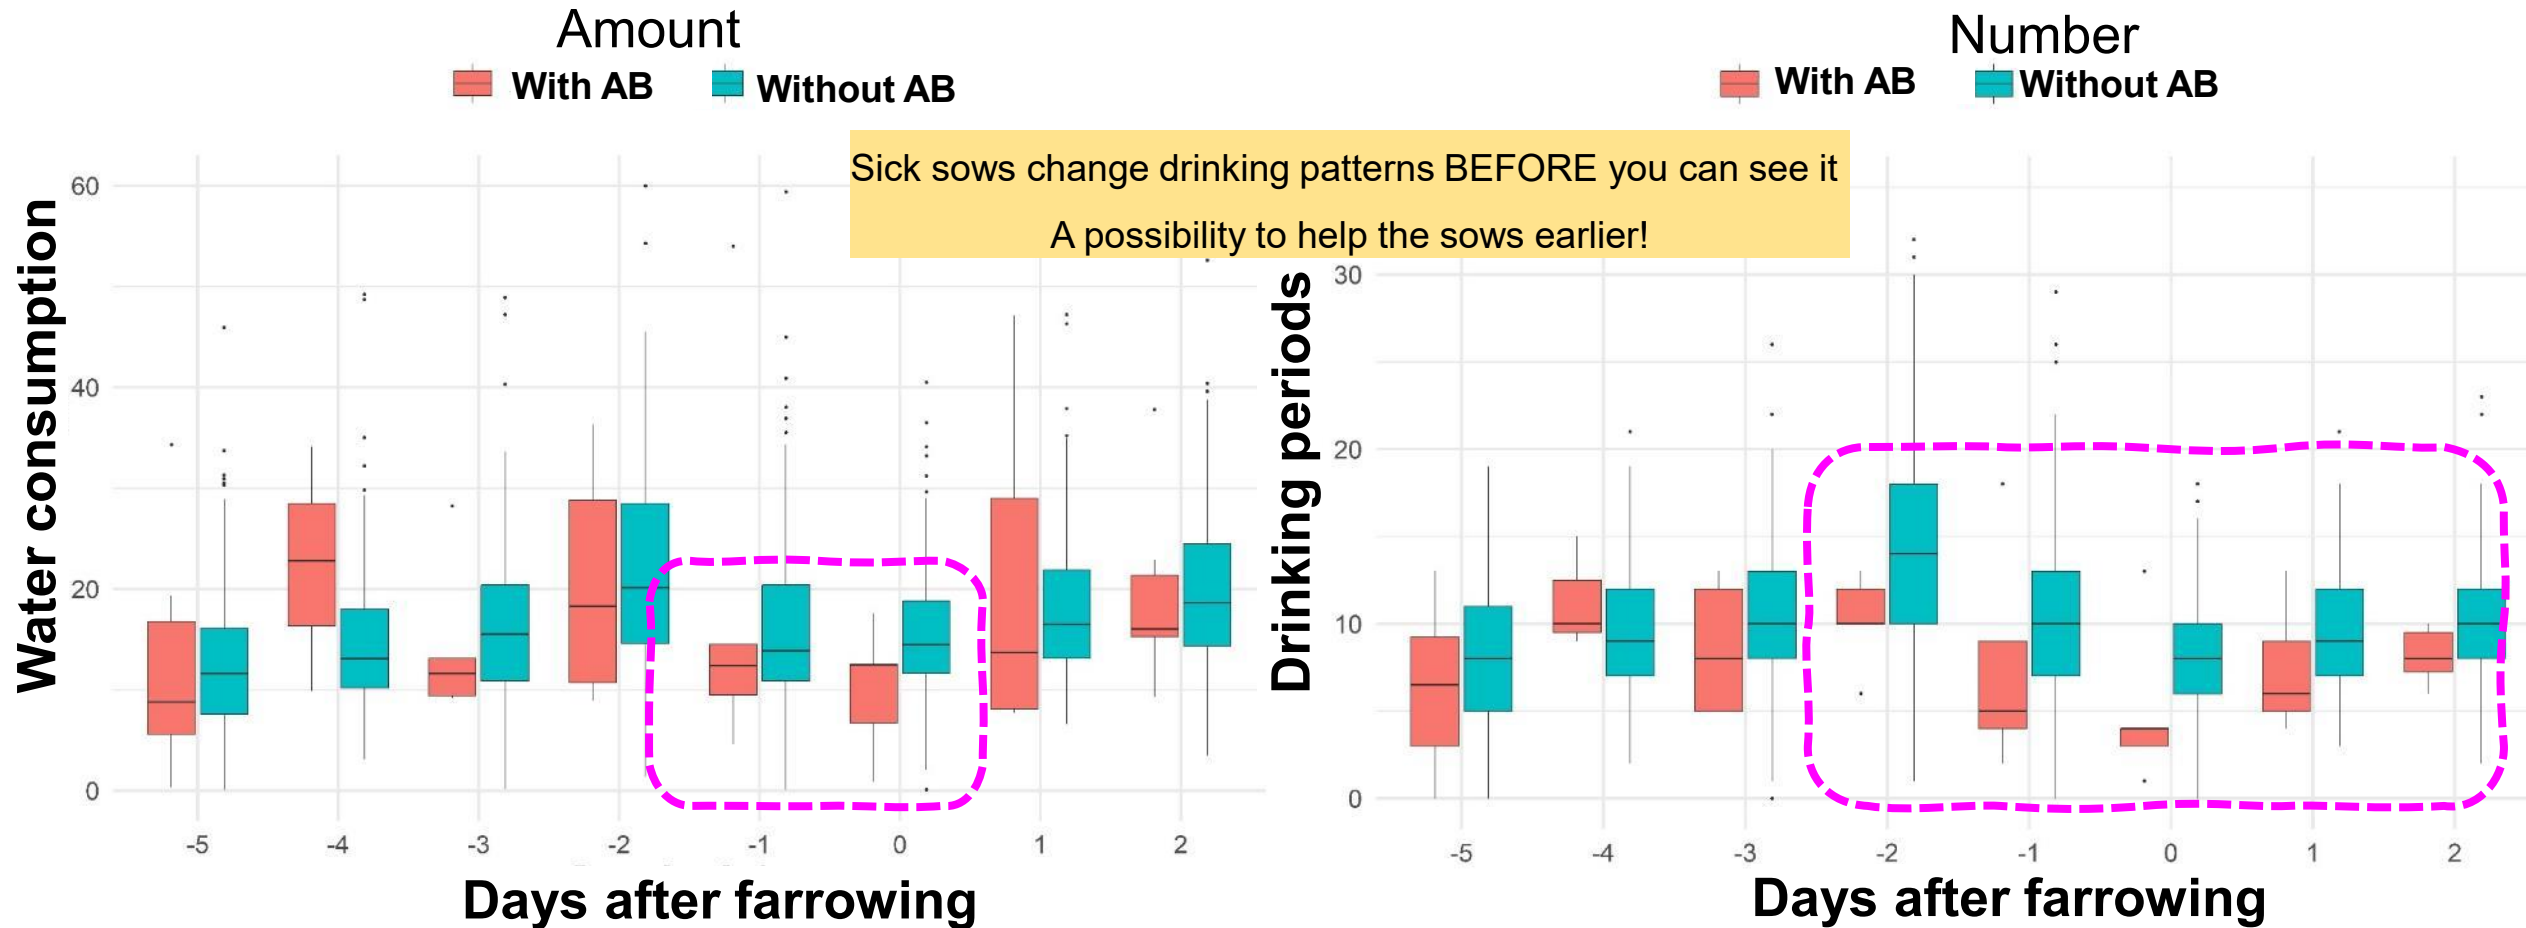 Amount
With AB
Without AB
Number
With AB
Without AB
Sick sows change drinking patterns BEFORE you can see it
A possibility to help the sows earlier!
Water consumption
60
40
20
0
-5
-4
-3
-2
-1
0
1
2
Days after farrowing
Drinking periods
30
20
10
0
-5
-4
-3
-2
-1
0
1
2
Days after farrowing